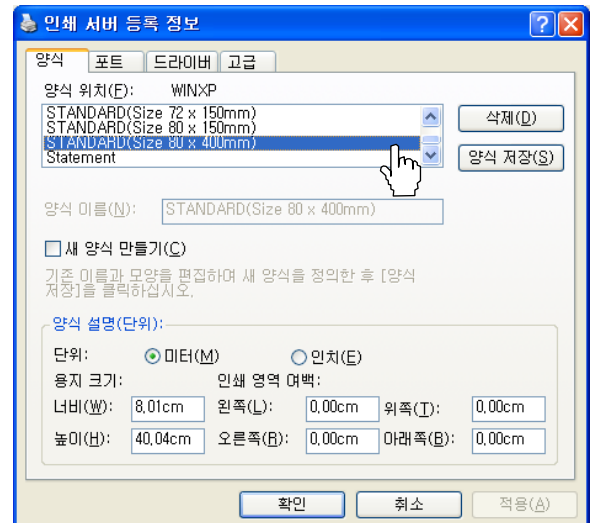 인쇄 서버 등록 정보
양식 포트 드라이버 고급
양식 위치(F): WINXP
STANDARD(Size 72 x 150mm)
STANDARD(Size 80 x 150mm)
STANDARD(Size 80 x 400mm)
Statement
삭제(D)
양식 저장(S)
양식 이름(N): STANDARD(Size 80 x 400mm)
새 양식 만들기(C)
기존 이름과 모양을 편집하여 새 양식을 정의한 후 [양식
저장]을 클릭하십시오.
양식 설명(단위):
단위: 미터(M) 인치(E)
용지 크기: 인쇄 영역 여백:
너비(W): 8,01cm 왼쪽(L): 0,00cm 위쪽(T): 0,00cm
높이(H): 40,04cm 오른쪽(R): 0,00cm 아래쪽(B): 0,00cm
확인 취소 적용(A)